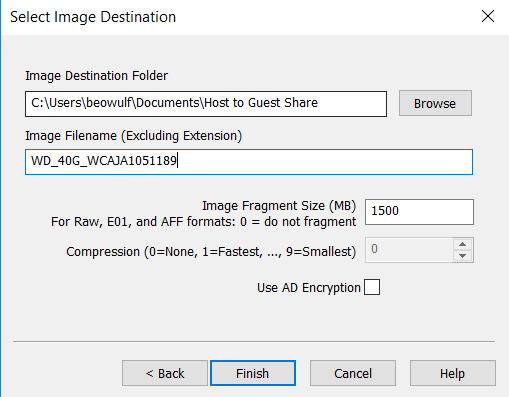 Select Image Destination
Image Destination Folder
C:\Users\beowulf\Documents\Host to Guest Share
Browse
Image Filename (Excluding Extension)
WD_40G_WCAJA1051189
Image Fragment Size (MB)
For Raw, E01, and AFF formats: 0 = do not fragment
1500
Compression (0=None, 1=Fastest, ..., 9=Smallest)
0
Use AD Encryption
< Back
Finish
Cancel
Help